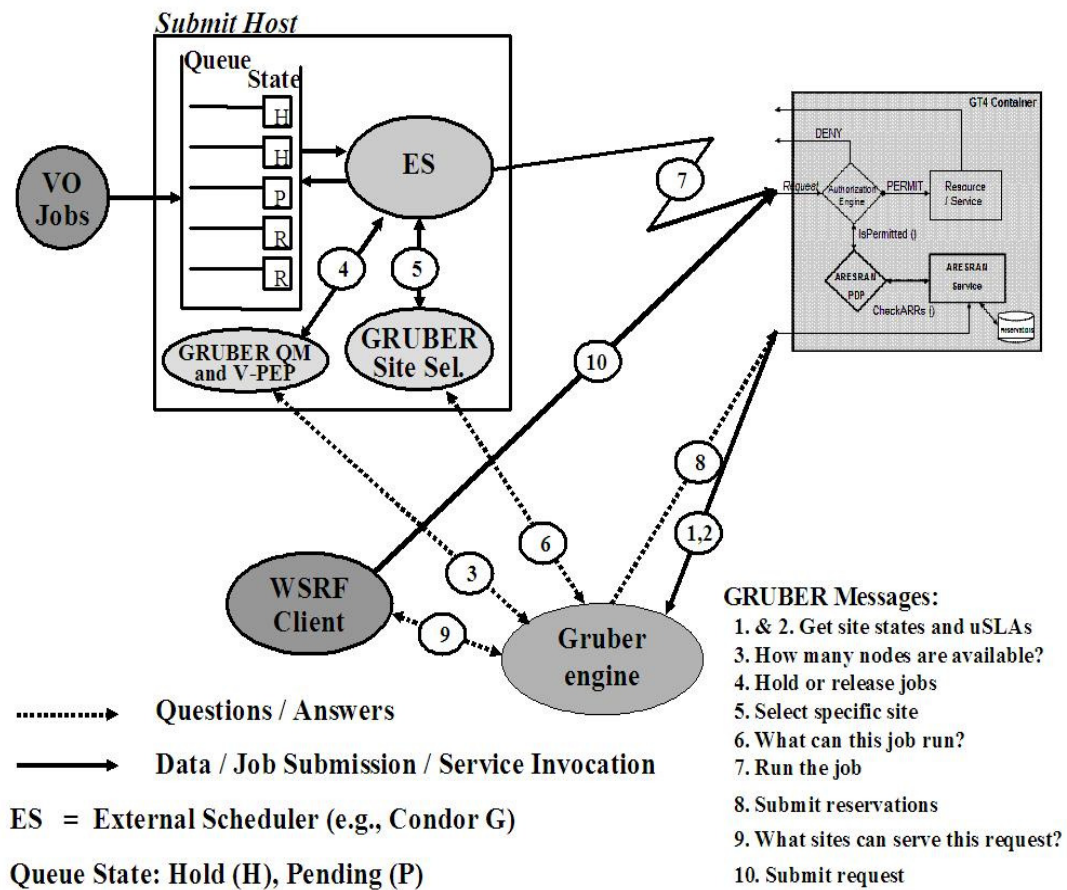 Submit Host
Queue
State
H
H
P
R
R
VO
Jobs
ES
4
5
GRUBER QM
and V-PEP
GRUBER
Site Sel.
7
GT4 Container
DENY
Request
Authorization
Engine
PERMIT
Resource
/ Service
IsPermitted ()
ARESRAN
PDP
ARESRAN
Service
CheckARRs ()
Reservations
10
8
6
1,2
3
9
WSRF
Client
Gruber
engine
Questions / Answers
Data / Job Submission / Service Invocation
ES = External Scheduler (e.g., Condor G)
Queue State: Hold (H), Pending (P)
GRUBER Messages:
1. & 2. Get site states and uSLAs
3. How many nodes are available?
4. Hold or release jobs
5. Select specific site
6. What can this job run?
7. Run the job
8. Submit reservations
9. What sites can serve this request?
10. Submit request